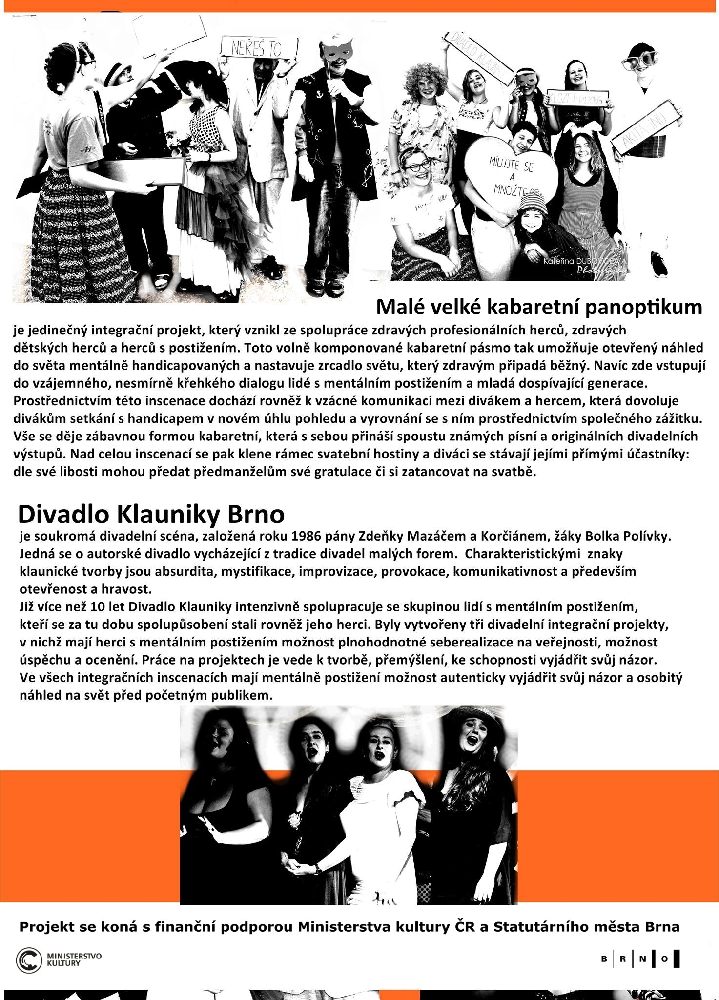 NEŘEŠ TO
OLYMPUS
DIVADLO
KLOZET-TALKING
AKITA-INU
MILUJTE SE
A
Kateřina DUBOVCOVÁ
Photography
Malé velké kabaretní panoptikum
je jedinečný integrační projekt, který vznikl ze spolupráce zdravých profesionálních herců, zdravých
dětských herců a herců s postižením. Toto volně komponované kabaretní pásmo tak umožňuje otevřený náhled
do světa mentálně handicapovaných a nastavuje zrcadlo světu, který zdravým připadá běžný. Navíc zde vstupují
do vzájemného, nesmírně křehkého dialogu lidé s mentálním postižením a mladá dospívající generace.
Prostřednictvím této inscenace dochází rovněž k vzácné komunikaci mezi divákem a hercem, která dovoluje
divákům setkání s handicapem v novém úhlu pohledu a vyrovnání se s ním prostřednictvím společného zážitku.
Vše se děje zábavnou formou kabaretní, která s sebou přináší spoustu známých písní a originálních divadelních
výstupů. Nad celou inscenací se pak klene rámec svatební hostiny a diváci se stávají jejími přímými účastníky:
dle své libosti mohou předat předmanželům své gratulace či si zatancovat na svatbě.
Divadlo Klauniky Brno
je soukromá divadelní scéna, založená roku 1986 pány Zdeňky Mazáčem a Korčiánem, žáky Bolka Polívky.
Jedná se o autorské divadlo vycházející z tradice divadel malých forem. Charakteristickými znaky
klaunické tvorby jsou absurdita, mystifikace, improvizace, provokace, komunikativnost a především
otevřenost a hravost.
Již více než 10 let Divadlo Klauniky intenzivně spolupracuje se skupinou lidí s mentálním postižením,
kteří se za tu dobu spolupůsobení stali rovněž jeho herci. Byly vytvořeny tři divadelní integrační projekty,
v nichž mají herci s mentálním postižením možnost plnohodnotné seberealizace na veřejnosti, možnost
úspěchu a ocenění. Práce na projektech je vede k tvorbě, přemýšlení, ke schopnosti vyjádřit svůj názor.
Ve všech integračních inscenacích mají mentálně postižení možnost autenticky vyjádřit svůj názor a osobitý
náhled na svět před početným publikem.
Projekt se koná s finanční podporou Ministerstva kultury ČR a Statutárního města Brna
MINISTERSTVO
KULTURY
B R N O